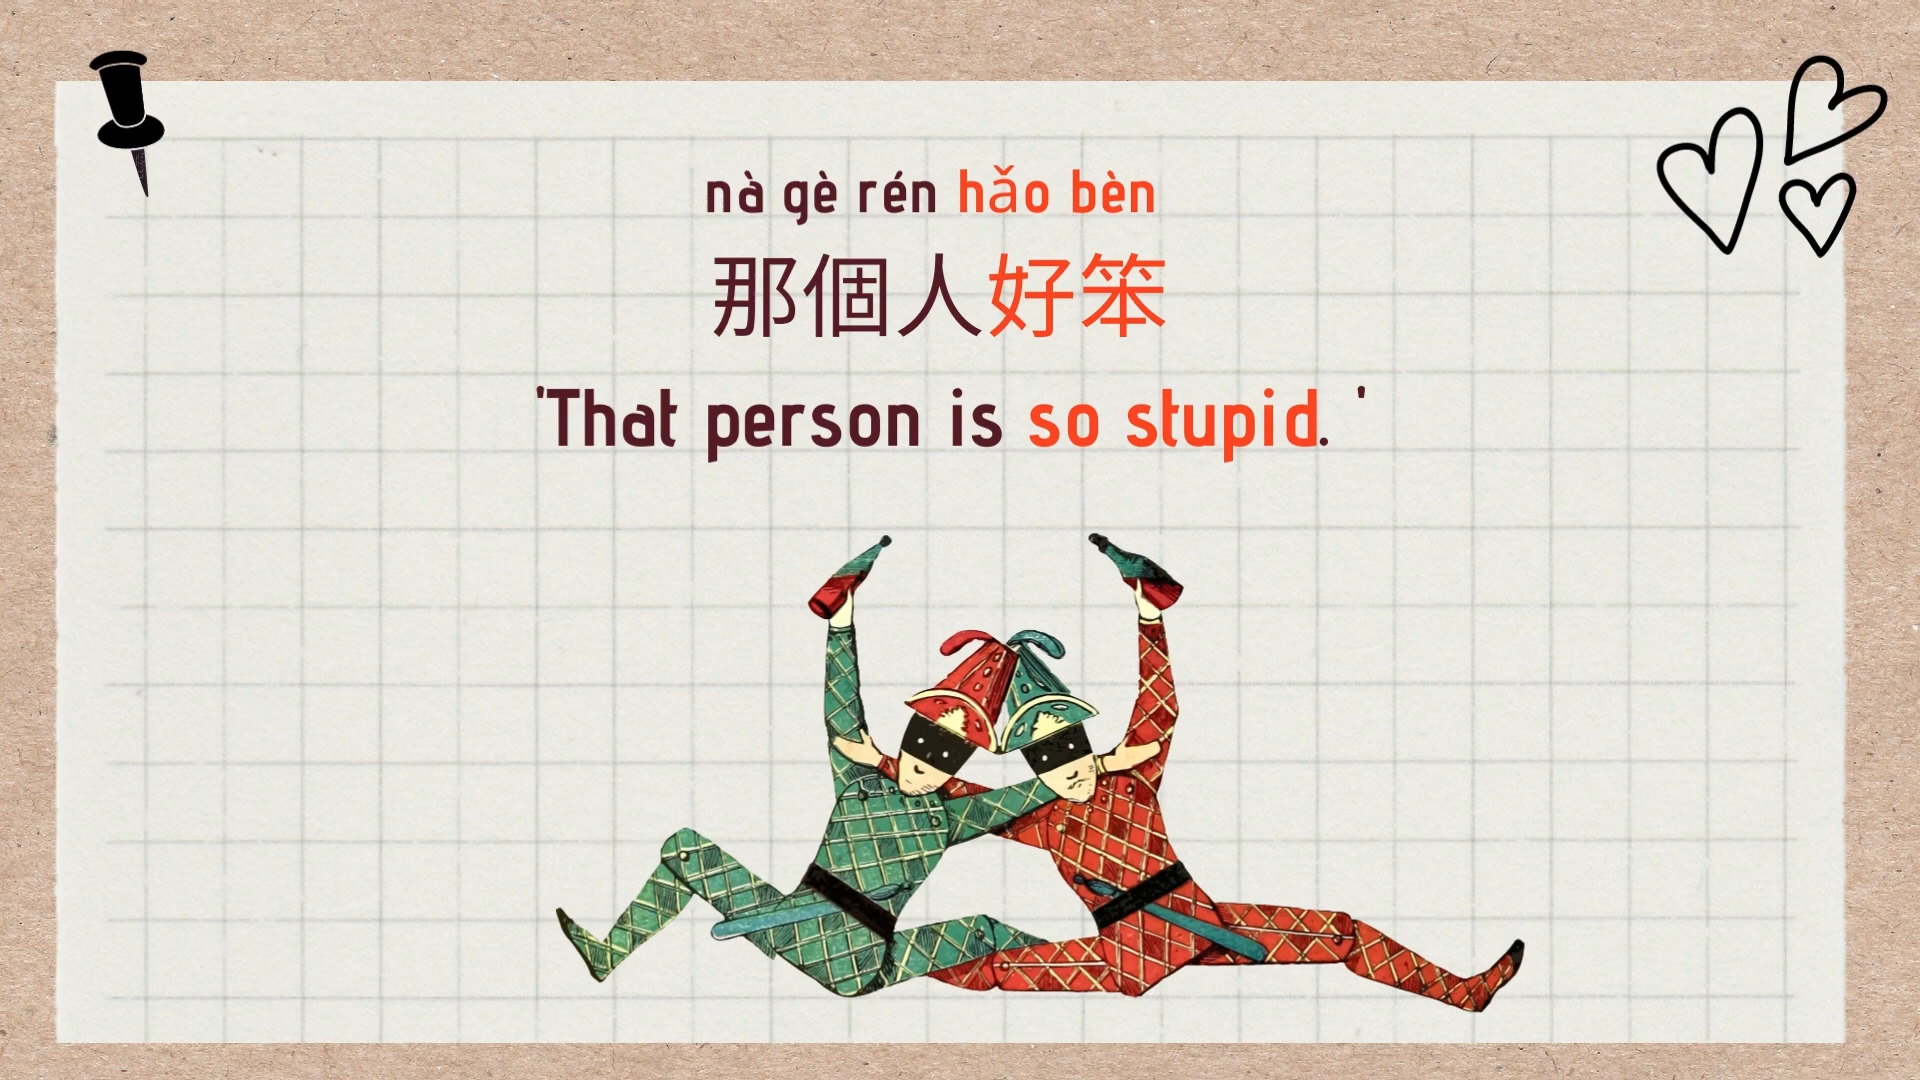 nà gè rén hǎo bèn
那個人好笨
'That person is so stupid. '